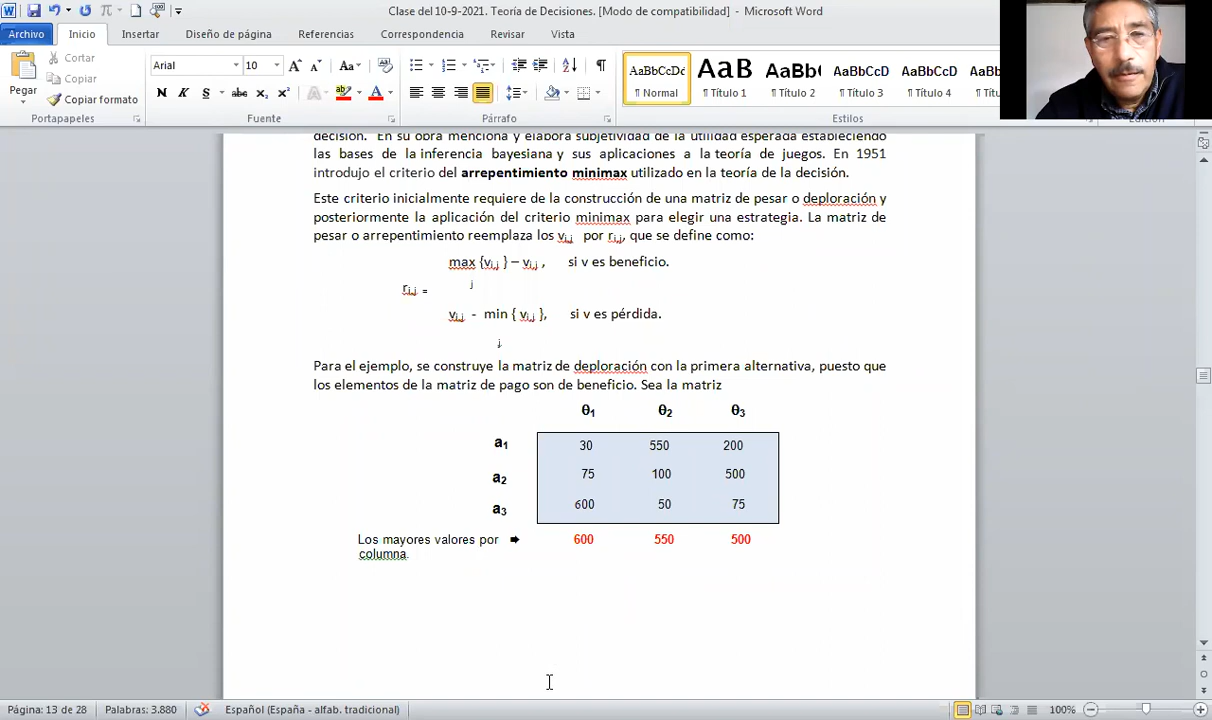 Clase del 10-9-2021. Teoría de Decisiones. [Modo de compatibilidad] - Microsoft Word
Archivo Inicio Insertar Diseño de página Referencias Correspondencia Revisar Vista
Pegar
Cortar
Copiar
Copiar formato
Portapapeles
Arial 10
N K S abc x₂ x²
Fuente
Párrafo
AaBbCcDc AaB AaBbC AaBbCcD AaBbCcD AaB
¶ Normal ¶ Título 1 ¶ Título 2 ¶ Título 3 ¶ Título 4 ¶ Títu
Estilos
decisión. En su obra menciona y elabora subjetividad de la utilidad esperada estableciendo
las bases de la inferencia bayesiana y sus aplicaciones a la teoría de juegos. En 1951
introdujo el criterio del arrepentimiento minimax utilizado en la teoría de la decisión.
Este criterio inicialmente requiere de la construcción de una matriz de pesar o deploración y
posteriormente la aplicación del criterio minimax para elegir una estrategia. La matriz de
pesar o arrepentimiento reemplaza los vi,j por ri,j, que se define como:
max {vi,j } – vi,j , si v es beneficio.
j
ri,j =
vi,j - min { vi,j }, si v es pérdida.
j
Para el ejemplo, se construye la matriz de deploración con la primera alternativa, puesto que
los elementos de la matriz de pago son de beneficio. Sea la matriz
θ1 θ2 θ3
a1 30 550 200
a2 75 100 500
a3 600 50 75
Los mayores valores por
columna.
600 550 500
Página: 13 de 28 Palabras: 3.880 Español (España - alfab. tradicional) 100%